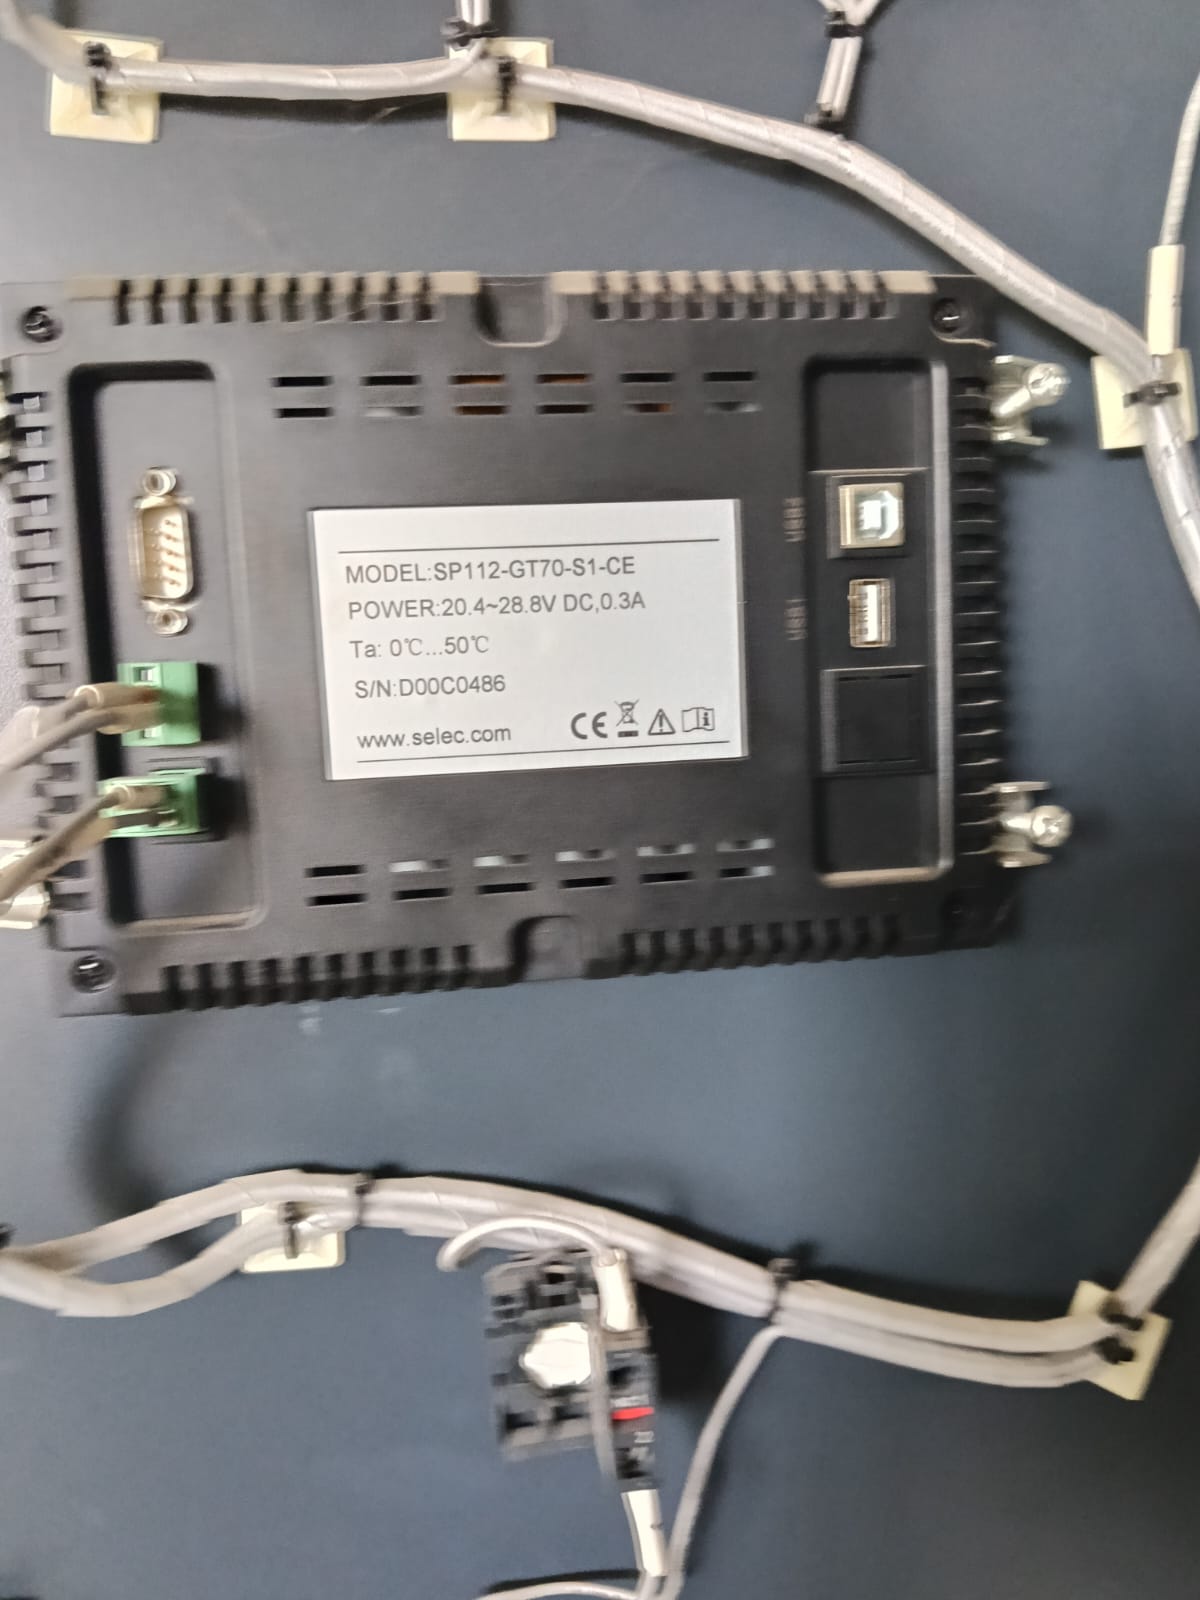 MODEL:SP112-GT70-S1-CE
POWER:20.4~28.8V DC,0.3A
Ta: 0℃...50℃
S/N:D00C0486
www.selec.com
CE